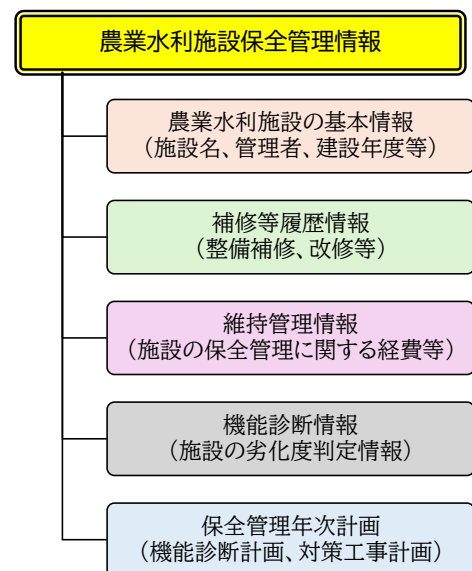 農業水利施設保全管理情報
農業水利施設の基本情報
（施設名、管理者、建設年度等）
補修等履歴情報
（整備補修、改修等）
維持管理情報
（施設の保全管理に関する経費等）
機能診断情報
（施設の劣化度判定情報）
保全管理年次計画
（機能診断計画、対策工事計画）